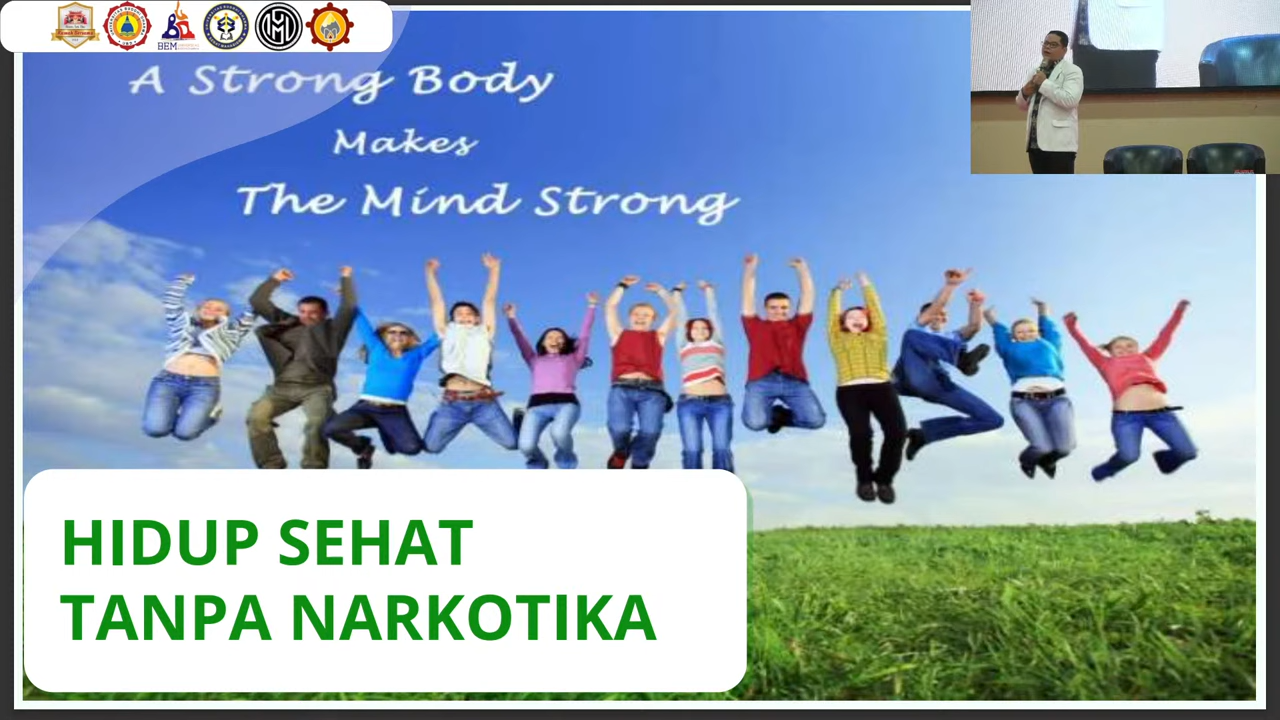 BEM
A Strong Body
Makes
The Mind Strong
HIDUP SEHAT
TANPA NARKOTIKA